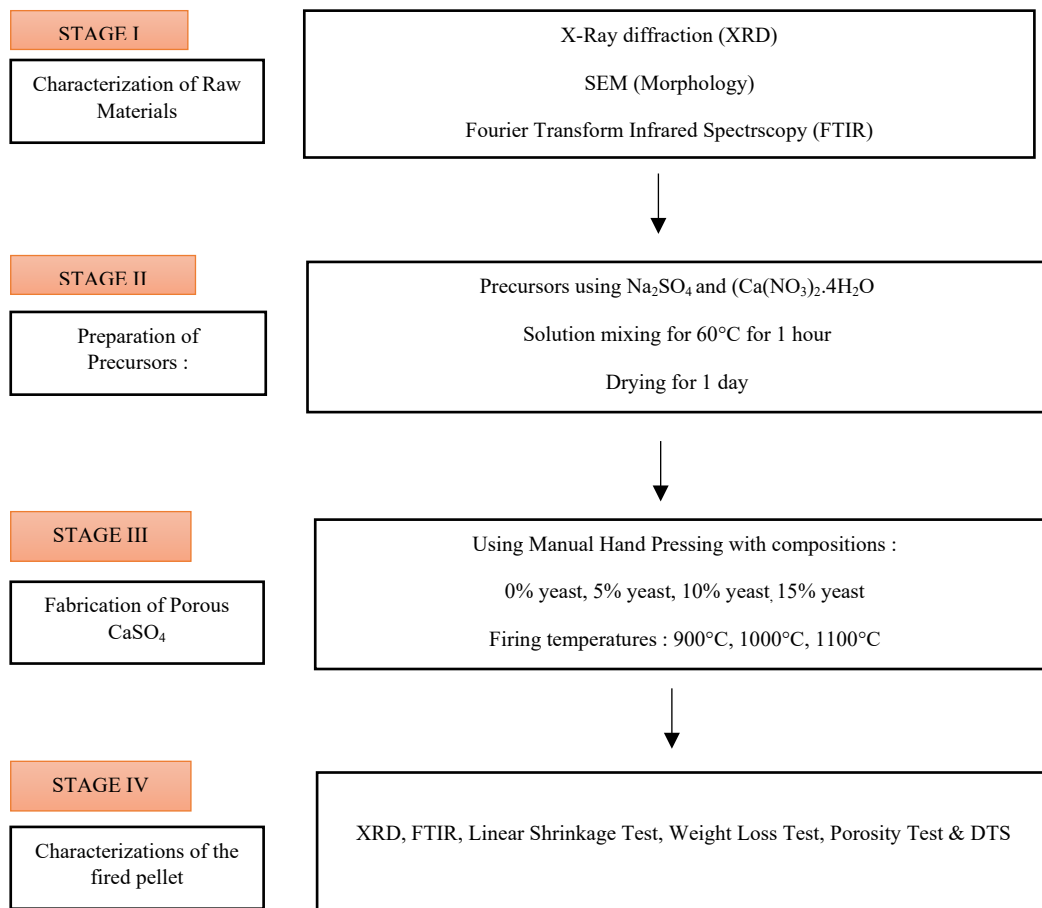 STAGE I
Characterization of Raw
Materials
X-Ray diffraction (XRD)
SEM (Morphology)
Fourier Transform Infrared Spectrscopy (FTIR)
STAGE II
Preparation of
Precursors :
Precursors using Na₂SO₄ and (Ca(NO₃)₂.4H₂O
Solution mixing for 60°C for 1 hour
Drying for 1 day
STAGE III
Fabrication of Porous
CaSO₄
Using Manual Hand Pressing with compositions :
0% yeast, 5% yeast, 10% yeast, 15% yeast
Firing temperatures : 900°C, 1000°C, 1100°C
STAGE IV
Characterizations of the
fired pellet
XRD, FTIR, Linear Shrinkage Test, Weight Loss Test, Porosity Test & DTS